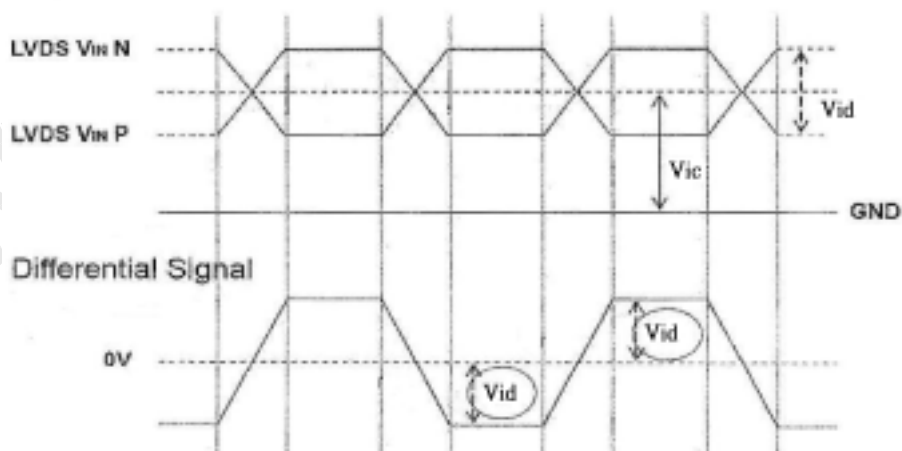 LVDS VIN N
Vid
LVDS VIN P
Vic
GND
Differential Signal
Vid
0V
Vid